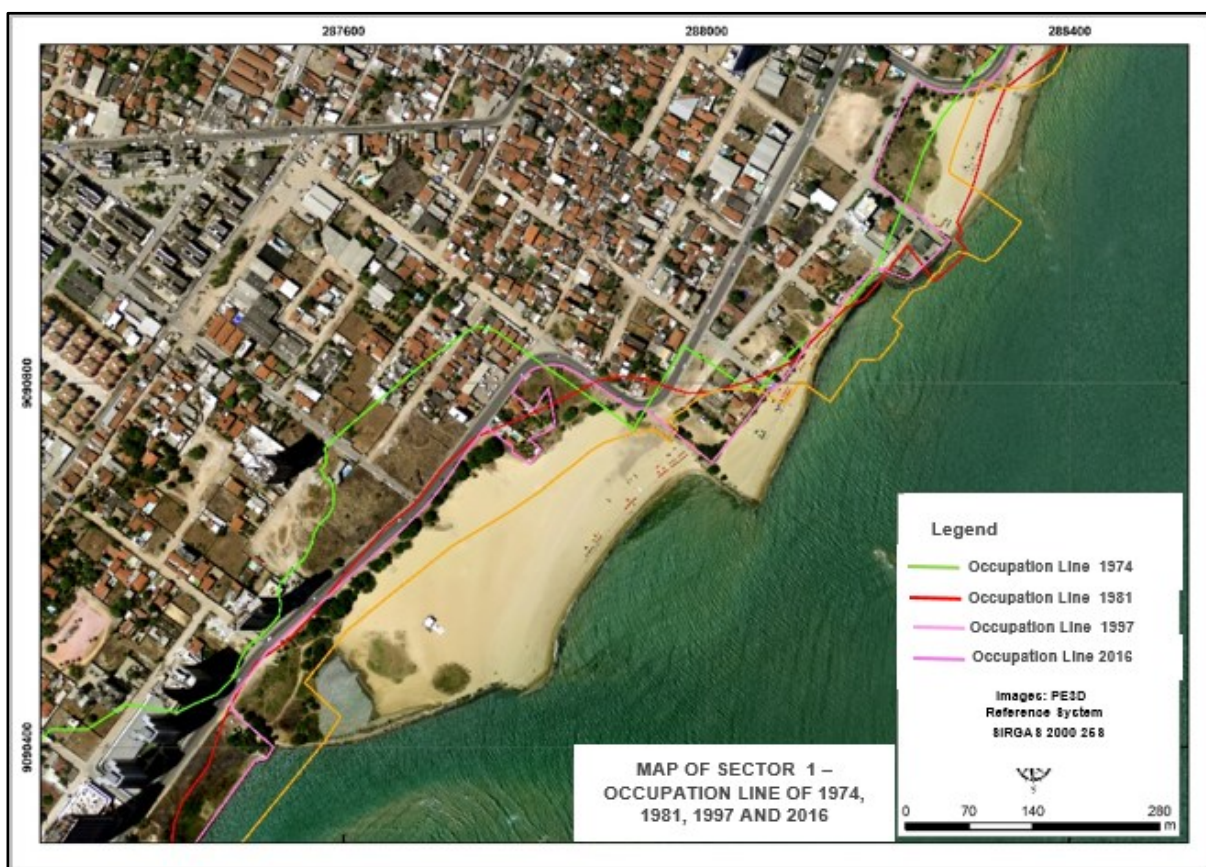 287600
288000
288400
9090800
9090400
Legend
Occupation Line 1974
Occupation Line 1981
Occupation Line 1997
Occupation Line 2016
Images: PE3D
Reference System
SIRGAS 2000 25S
S
0 70 140 280
m
MAP OF SECTOR 1 –
OCCUPATION LINE OF 1974,
1981, 1997 AND 2016